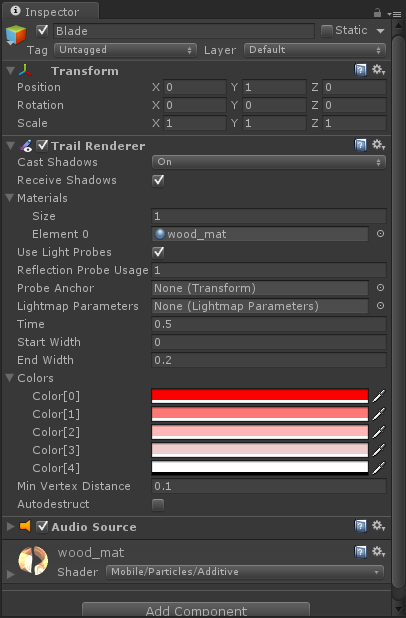 Inspector
Blade Static
Tag Untagged Layer Default
Transform
Position X 0 Y 1 Z 0
Rotation X 0 Y 0 Z 0
Scale X 1 Y 1 Z 1
Trail Renderer
Cast Shadows On
Receive Shadows
Materials
Size 1
Element 0 wood_mat
Use Light Probes
Reflection Probe Usage 1
Probe Anchor None (Transform)
Lightmap Parameters None (Lightmap Parameters)
Time 0.5
Start Width 0
End Width 0.2
Colors
Color[0]
Color[1]
Color[2]
Color[3]
Color[4]
Min Vertex Distance 0.1
Autodestruct
Audio Source
wood_mat
Shader Mobile/Particles/Additive
Add Component